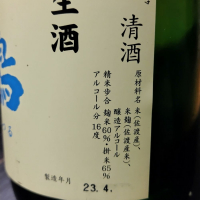 清酒
原材料名 米(佐渡産)、
米麹(佐渡産米)、
醸造アルコール
精米歩合 麹米60%・掛米65%
アルコール分 16度
製造年月
23.4.
生酒
る